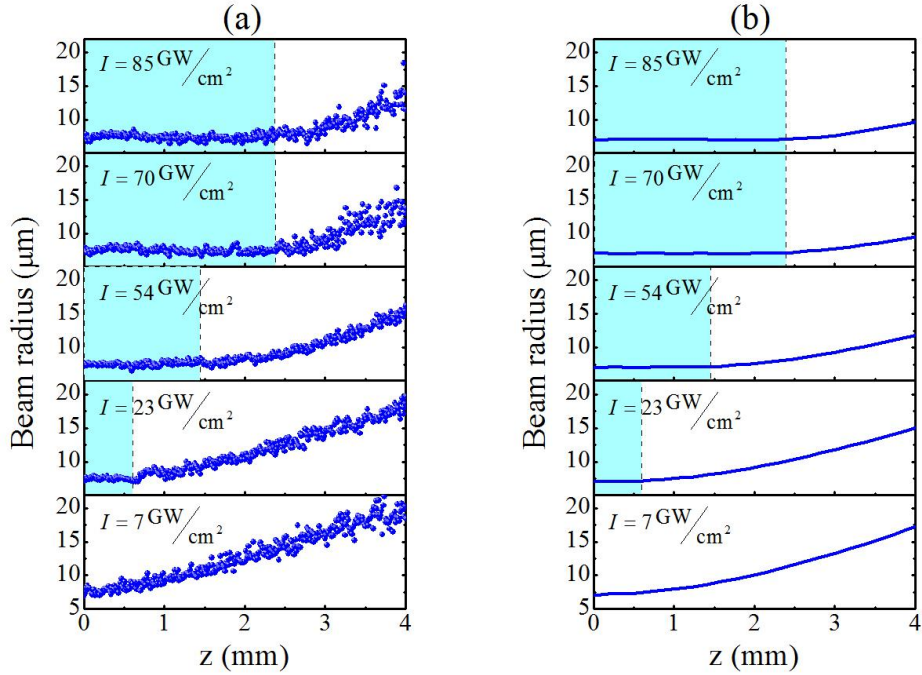 (a)
Beam radius (μm)
20
15
10
I = 85 GW/cm²
20
15
10
I = 70 GW/cm²
20
15
10
I = 54 GW/cm²
20
15
10
I = 23 GW/cm²
20
15
10
5
I = 7 GW/cm²
0 1 2 3 4
z (mm)
(b)
Beam radius (μm)
20
15
10
I = 85 GW/cm²
20
15
10
I = 70 GW/cm²
20
15
10
I = 54 GW/cm²
20
15
10
I = 23 GW/cm²
20
15
10
5
I = 7 GW/cm²
0 1 2 3 4
z (mm)